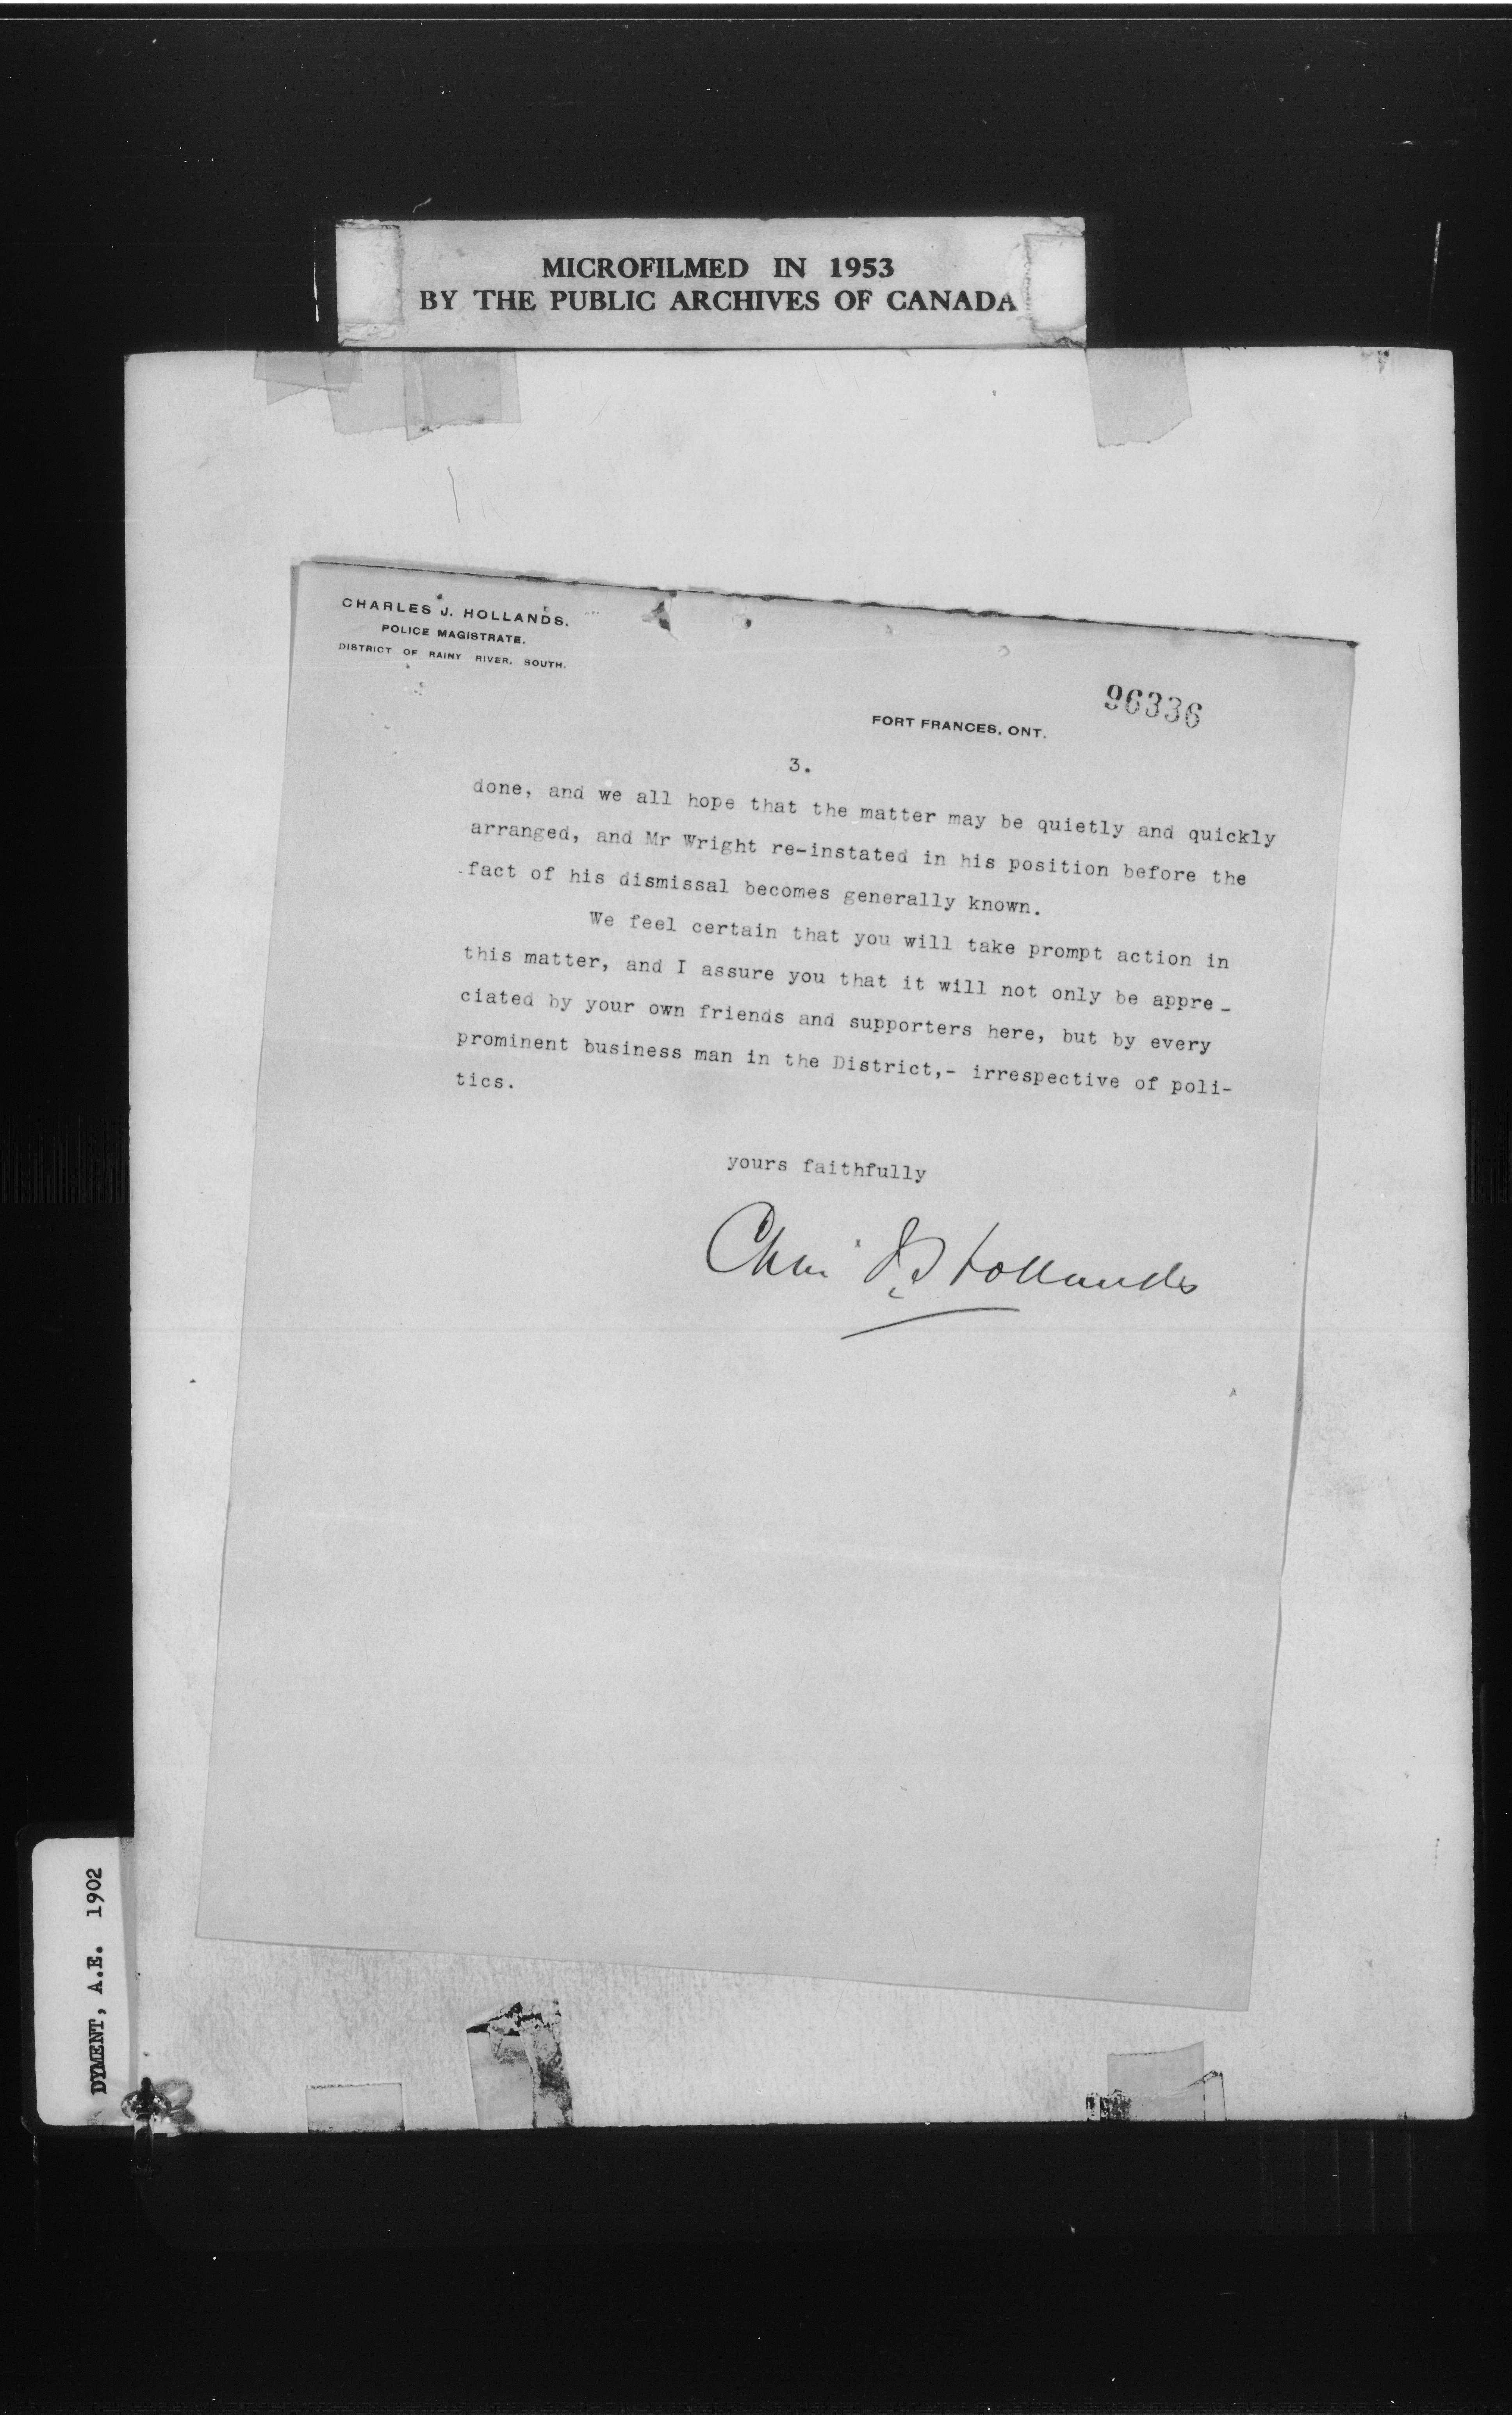 MICROFILMED IN 1953
BY THE PUBLIC ARCHIVES OF CANADA
CHARLES J. HOLLANDS.
POLICE MAGISTRATE.
DISTRICT OF RAINY RIVER. SOUTH.
96336
FORT FRANCES, ONT.
3.
done, and we all hope that the matter may be quietly and quickly
arranged, and Mr Wright re-instated in his position before the
fact of his dismissal becomes generally known.
We feel certain that you will take prompt action in
this matter, and I assure you that it will not only be appre-
ciated by your own friends and supporters here, but by every
prominent business man in the District,- irrespective of poli-
tics.
yours faithfully
Chas J. Hollands
DYMENT, A.E. 1902